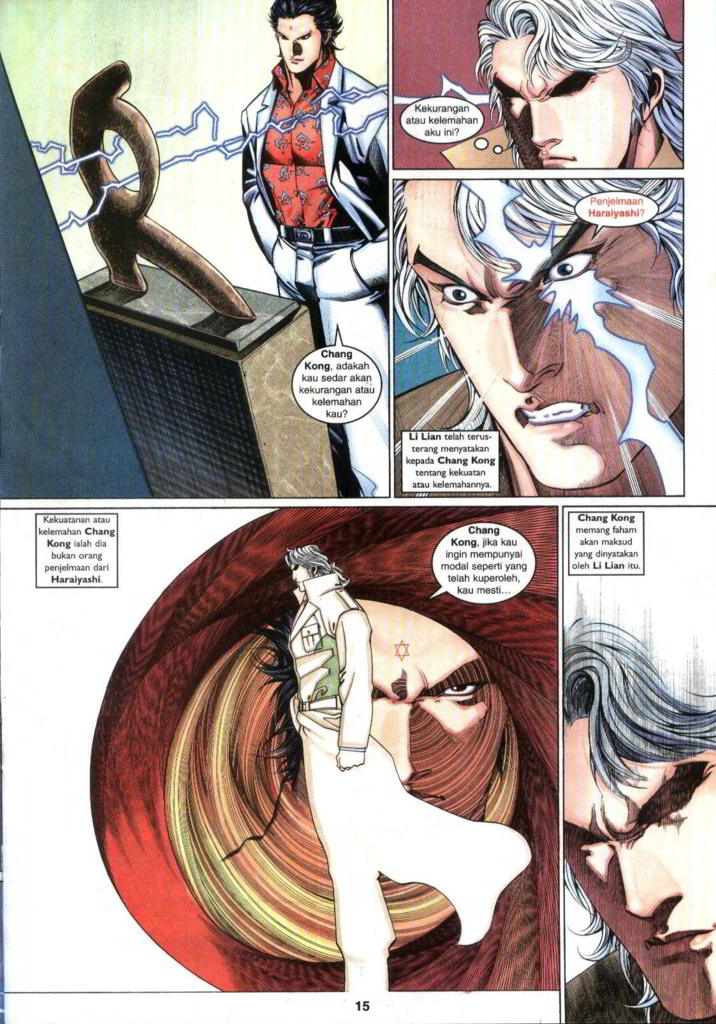 Chang
Kong, adakah
kau sedar akan
kekurangan atau
kelemahan
kau?
Kekurangan
atau kelemahan
aku ini?
Penjelmaan
Haraiyashi?
Li Lian telah terus-
terang menyatakan
kepada Chang Kong
tentang kekuatan
atau kelemahannya.
Kekuatanan atau
kelemahan Chang
Kong ialah dia
bukan orang
penjelmaan dari
Haraiyashi.
Chang
Kong, jika kau
ingin mempunyai
modal seperti yang
telah kuperoleh,
kau mesti...
Chang Kong
memang faham
akan maksud
yang dinyatakan
oleh Li Lian itu.
15